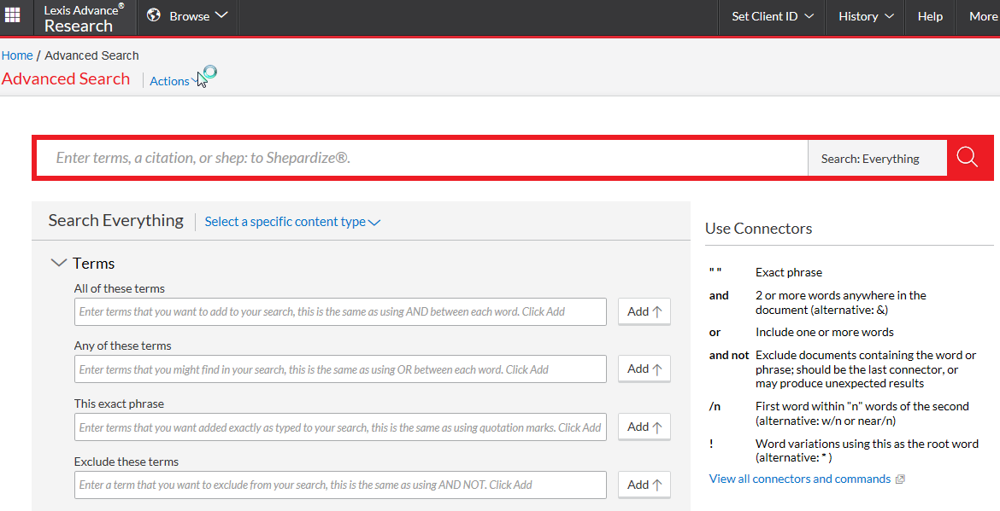 Lexis Advance®
Research
Browse
Set Client ID
History
Help
More
Home / Advanced Search
Advanced Search
Actions
Enter terms, a citation, or shep: to Shepardize®.
Search: Everything
Search Everything
Select a specific content type
Terms
All of these terms
Enter terms that you want to add to your search, this is the same as using AND between each word. Click Add
Add ↑
Any of these terms
Enter terms that you might find in your search, this is the same as using OR between each word. Click Add
Add ↑
This exact phrase
Enter terms that you want added exactly as typed to your search, this is the same as using quotation marks. Click Add
Add ↑
Exclude these terms
Enter a term that you want to exclude from your search, this is the same as using AND NOT. Click Add
Add ↑
Use Connectors
" " Exact phrase
and 2 or more words anywhere in the
document (alternative: &)
or Include one or more words
and not Exclude documents containing the word or
phrase; should be the last connector, or
may produce unexpected results
/n First word within "n" words of the second
(alternative: w/n or near/n)
! Word variations using this as the root word
(alternative: * )
View all connectors and commands